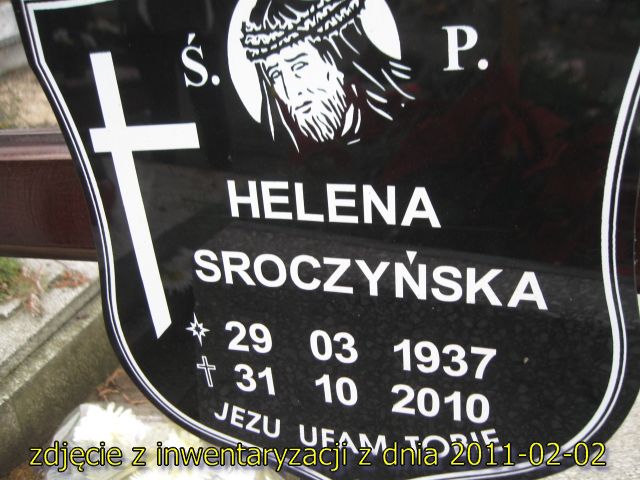 Ś. P.
HELENA
SROCZYŃSKA
29 03 1937
31 10 2010
JEZU UFAM TOBIE
zdjęcie z inwentaryzacji z dnia 2011-02-02